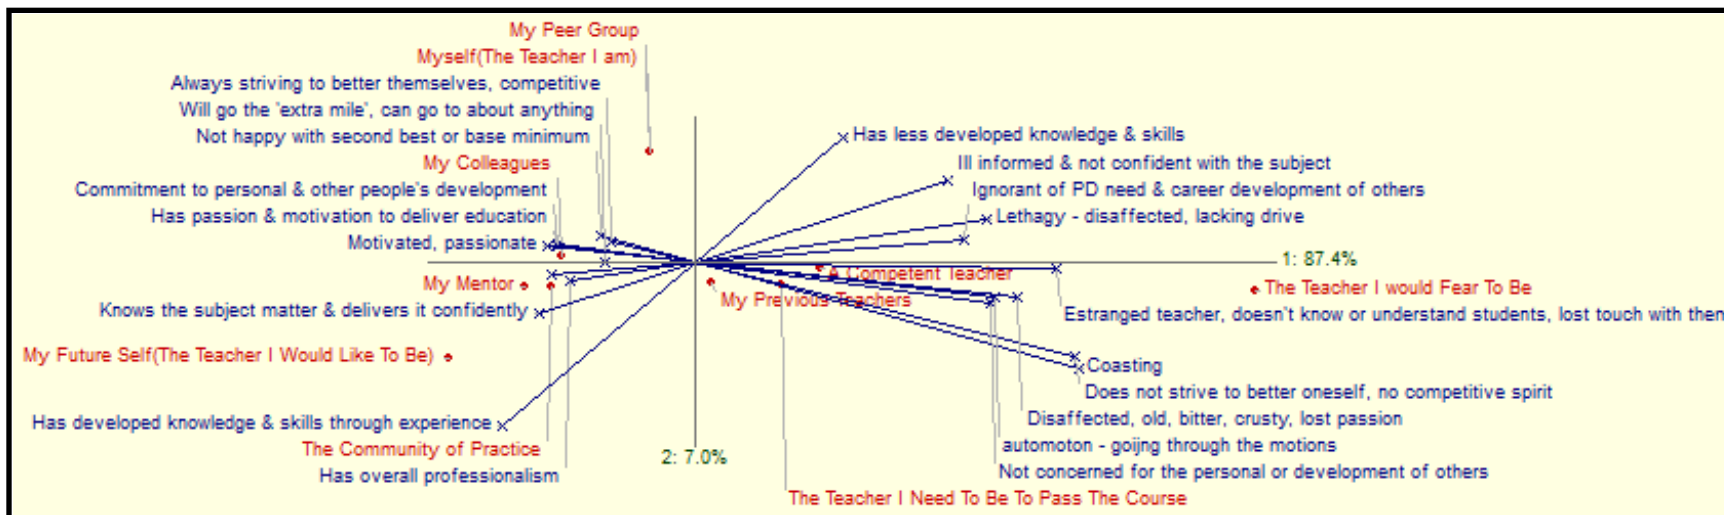 My Peer Group
Myself(The Teacher I am)
Always striving to better themselves, competitive
Will go the 'extra mile', can go to about anything
Not happy with second best or base minimum
My Colleagues
Commitment to personal & other people's development
Has passion & motivation to deliver education
Motivated, passionate
My Mentor
Knows the subject matter & delivers it confidently
My Future Self(The Teacher I Would Like To Be)
Has developed knowledge & skills through experience
The Community of Practice
Has overall professionalism
2: 7.0%
Has less developed knowledge & skills
Ill informed & not confident with the subject
Ignorant of PD need & career development of others
Lethagy - disaffected, lacking drive
1: 87.4%
A Competent Teacher
My Previous Teachers
The Teacher I would Fear To Be
Estranged teacher, doesn't know or understand students, lost touch with then
Coasting
Does not strive to better oneself, no competitive spirit
Disaffected, old, bitter, crusty, lost passion
automoton - goijng through the motions
Not concerned for the personal or development of others
The Teacher I Need To Be To Pass The Course